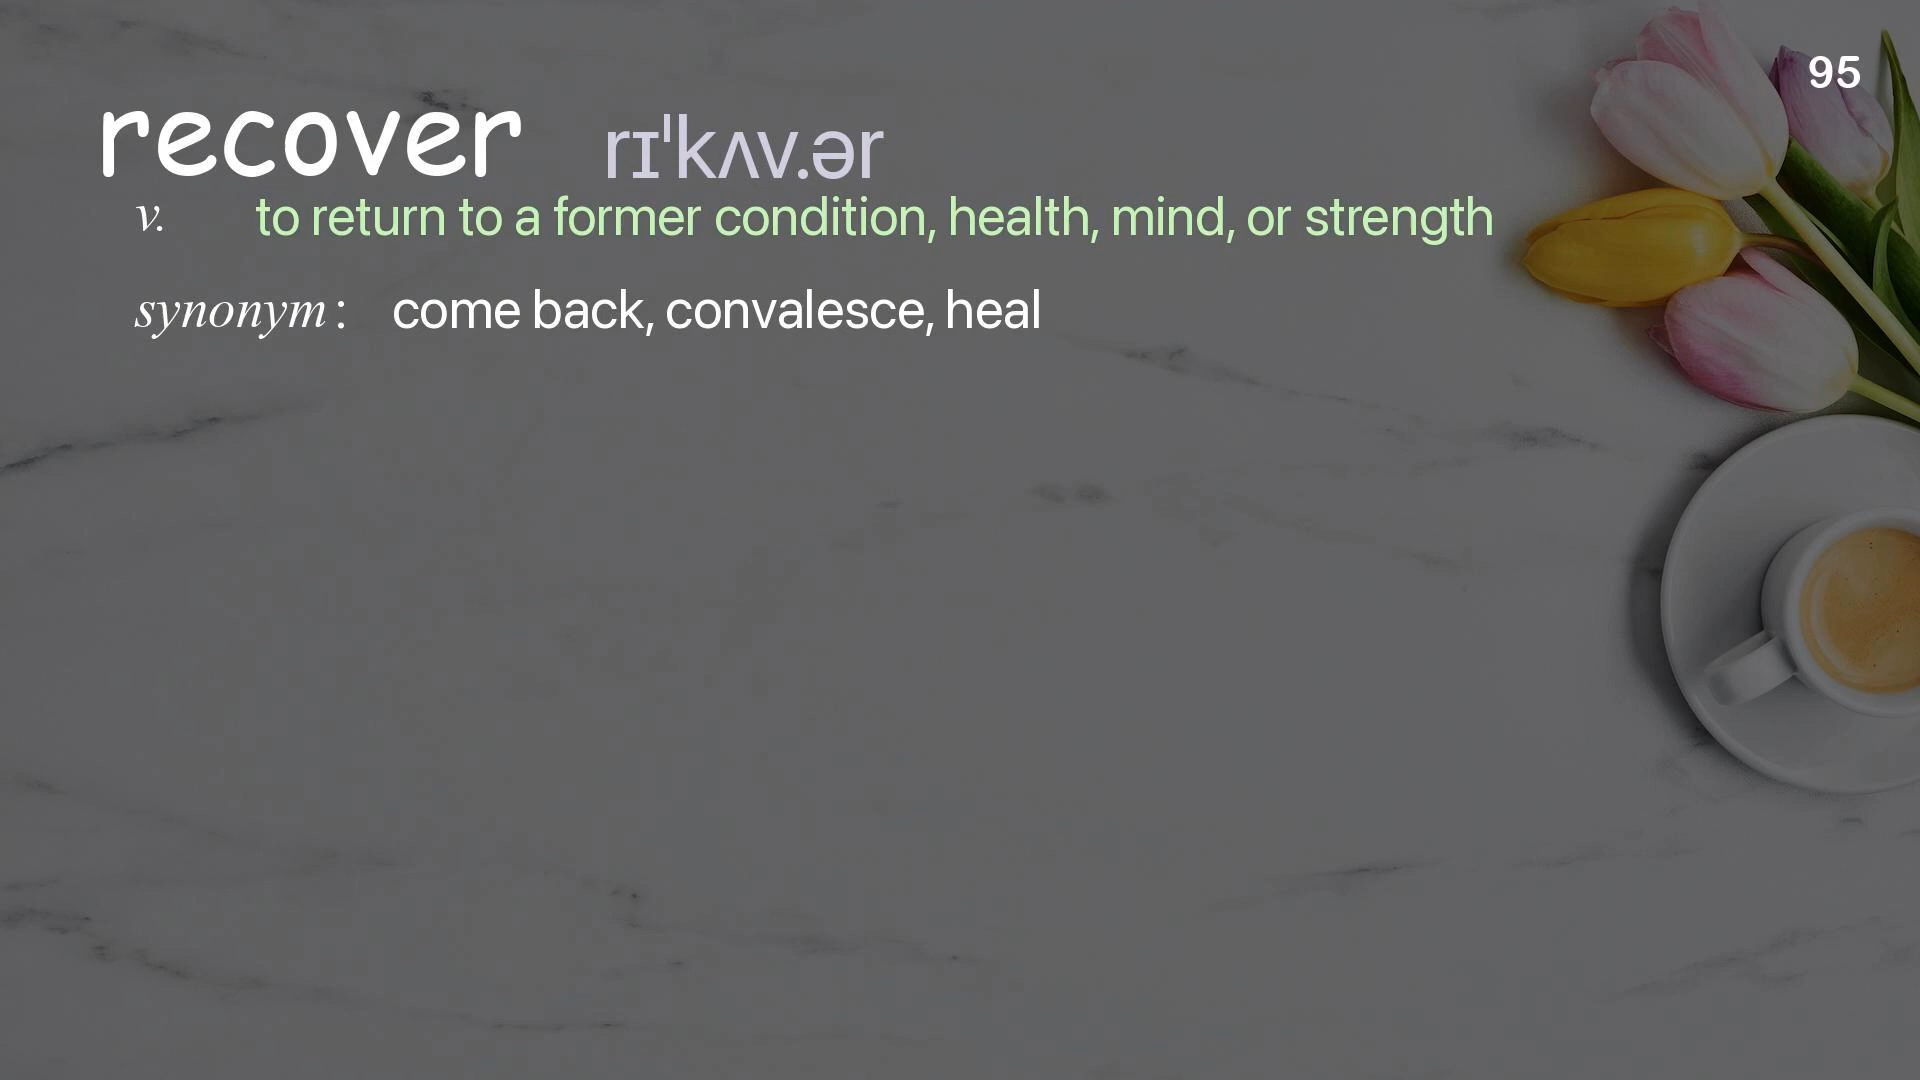 95
recover rɪˈkʌv.ər
v. to return to a former condition, health, mind, or strength
synonym : come back, convalesce, heal